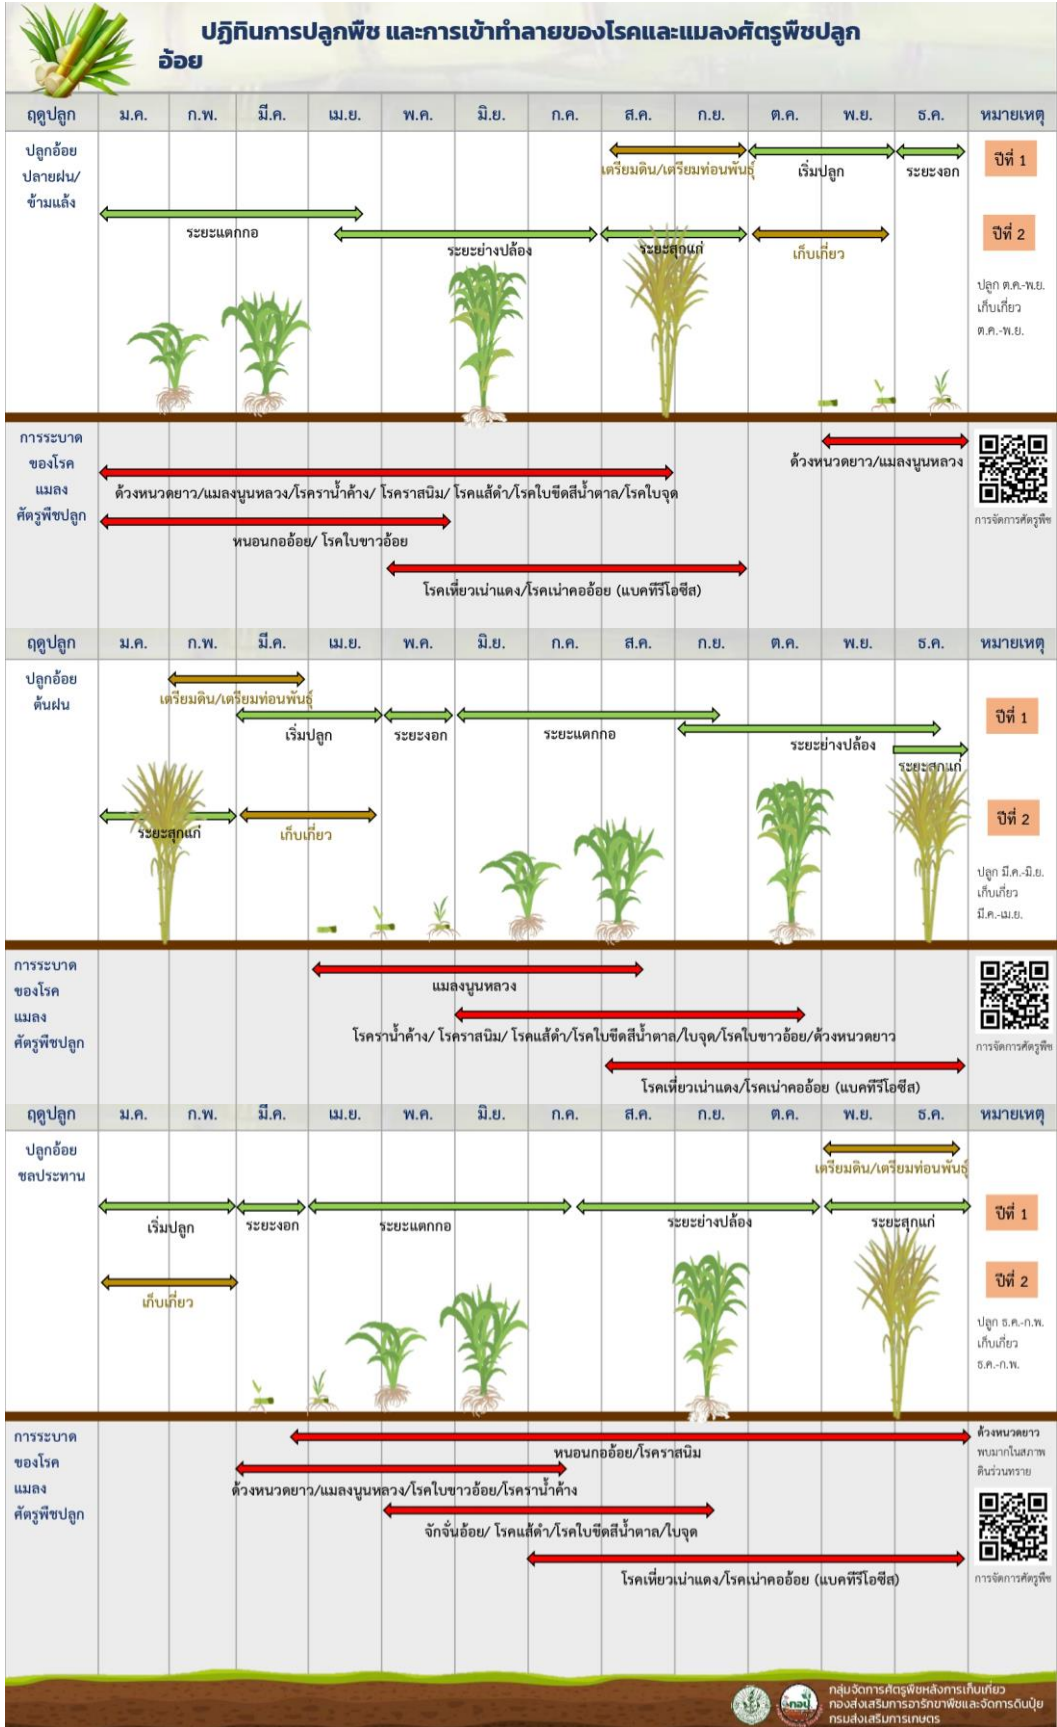 ปฏิทินการปลูกพืช และการเข้าทำลายของโรคและแมลงศัตรูพืชปลูก
อ้อย
ฤดูปลูก ม.ค. ก.พ. มี.ค. เม.ย. พ.ค. มิ.ย. ก.ค. ส.ค. ก.ย. ต.ค. พ.ย. ธ.ค. หมายเหตุ
ปลูกอ้อย
ปลายฝน/
ข้ามแล้ง
เตรียมดิน/เตรียมท่อนพันธุ์
เริ่มปลูก
ระยะงอก
ปีที่ 1
ระยะแตกกอ
ระยะย่างปล้อง
ระยะสุกแก่
เก็บเกี่ยว
ปีที่ 2
ปลูก ต.ค.-พ.ย.
เก็บเกี่ยว
ต.ค.-พ.ย.
การระบาด
ของโรค
แมลง
ศัตรูพืชปลูก
ด้วงหนวดยาว/แมลงนูนหลวง
ด้วงหนวดยาว/แมลงนูนหลวง/โรคราน้ำค้าง/ โรคราสนิม/ โรคแส้ดำ/โรคใบขีดสีน้ำตาล/โรคใบจุด
หนอนกออ้อย/ โรคใบขาวอ้อย
โรคเหี่ยวเน่าแดง/โรคเน่าคออ้อย (แบคทีรีโอซีส)
การจัดการศัตรูพืช
ฤดูปลูก ม.ค. ก.พ. มี.ค. เม.ย. พ.ค. มิ.ย. ก.ค. ส.ค. ก.ย. ต.ค. พ.ย. ธ.ค. หมายเหตุ
ปลูกอ้อย
ต้นฝน
เตรียมดิน/เตรียมท่อนพันธุ์
เริ่มปลูก
ระยะงอก
ระยะแตกกอ
ระยะย่างปล้อง
ระยะสุกแก่
ปีที่ 1
ระยะสุกแก่
เก็บเกี่ยว
ปีที่ 2
ปลูก มี.ค.-มิ.ย.
เก็บเกี่ยว
มี.ค.-เม.ย.
การระบาด
ของโรค
แมลง
ศัตรูพืชปลูก
แมลงนูนหลวง
โรคราน้ำค้าง/ โรคราสนิม/ โรคแส้ดำ/โรคใบขีดสีน้ำตาล/ใบจุด/โรคใบขาวอ้อย/ด้วงหนวดยาว
โรคเหี่ยวเน่าแดง/โรคเน่าคออ้อย (แบคทีรีโอซีส)
การจัดการศัตรูพืช
ฤดูปลูก ม.ค. ก.พ. มี.ค. เม.ย. พ.ค. มิ.ย. ก.ค. ส.ค. ก.ย. ต.ค. พ.ย. ธ.ค. หมายเหตุ
ปลูกอ้อย
ชลประทาน
เตรียมดิน/เตรียมท่อนพันธุ์
เริ่มปลูก
ระยะงอก
ระยะแตกกอ
ระยะย่างปล้อง
ระยะสุกแก่
ปีที่ 1
เก็บเกี่ยว
ปีที่ 2
ปลูก ธ.ค.-ก.พ.
เก็บเกี่ยว
ธ.ค.-ก.พ.
การระบาด
ของโรค
แมลง
ศัตรูพืชปลูก
หนอนกออ้อย/โรคราสนิม
ด้วงหนวดยาว/แมลงนูนหลวง/โรคใบขาวอ้อย/โรคราน้ำค้าง
จักจั่นอ้อย/ โรคแส้ดำ/โรคใบขีดสีน้ำตาล/ใบจุด
โรคเหี่ยวเน่าแดง/โรคเน่าคออ้อย (แบคทีรีโอซีส)
ด้วงหนวดยาว
พบมากในสภาพ
ดินร่วนทราย
การจัดการศัตรูพืช
กอป
กลุ่มจัดการศัตรูพืชหลังการเก็บเกี่ยว
กองส่งเสริมการอารักขาพืชและจัดการดินปุ๋ย
กรมส่งเสริมการเกษตร